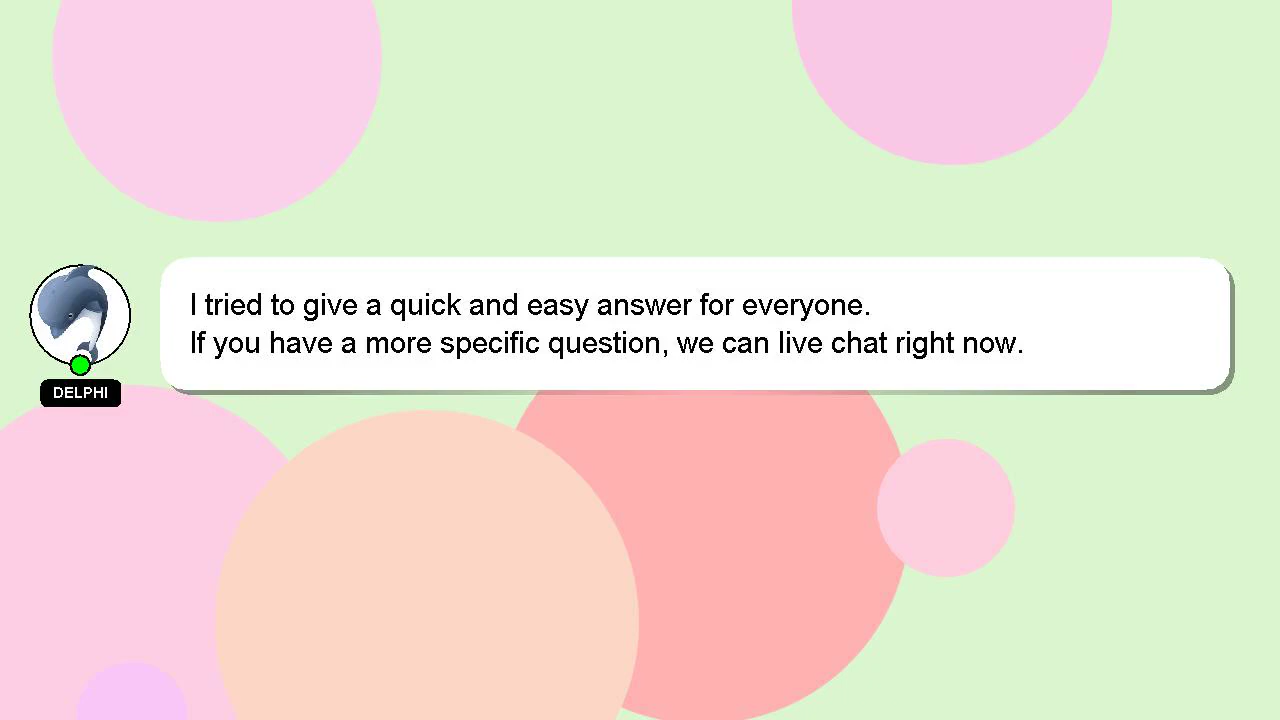 I tried to give a quick and easy answer for everyone.
If you have a more specific question, we can live chat right now.
DELPHI